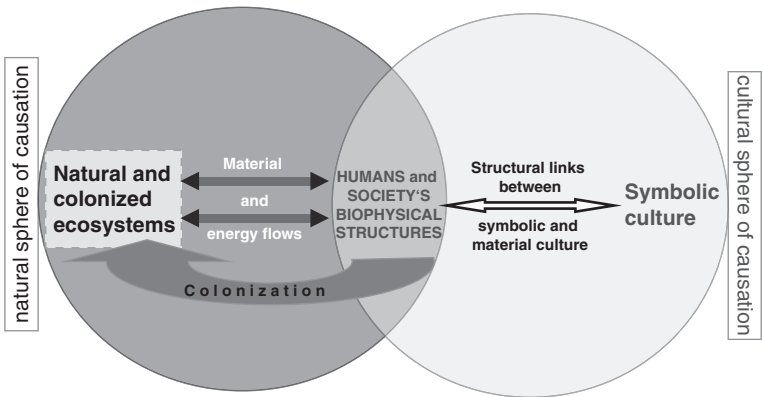 natural sphere of causation
Natural and
colonized
ecosystems
Material
and
energy flows
HUMANS and
SOCIETY‘S
BIOPHYSICAL
STRUCTURES
Structural links
between
symbolic and
material culture
Symbolic
culture
cultural sphere of causation
Colonization